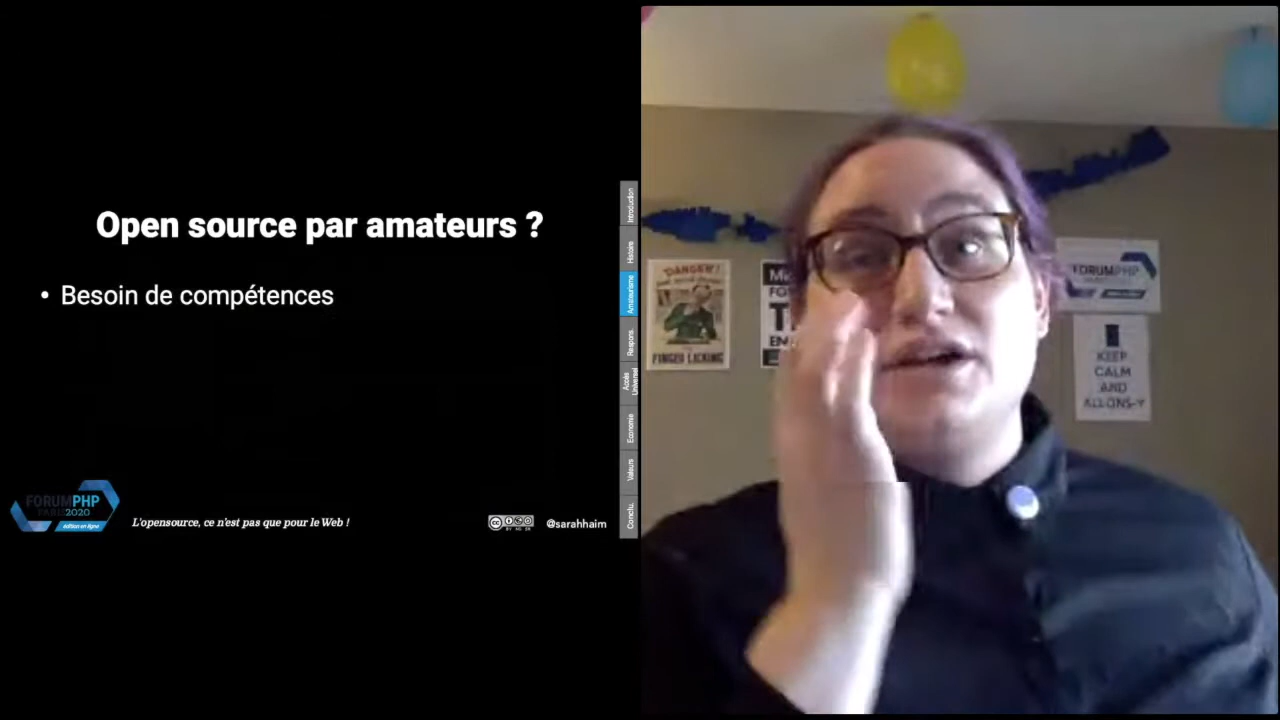 Open source par amateurs ?
• Besoin de compétences
FORUMPHP
PARIS 2020
édition en ligne
L'opensource, ce n'est pas que pour le Web !
@sarahhaim
Introduction
Histoire
Amateurisme
Respons.
Accès
Universel
Economie
Valeurs
Conclu.
DANGER!
FINGER LICKING
FORUMPHP
KEEP
CALM
AND
ALLONS-Y